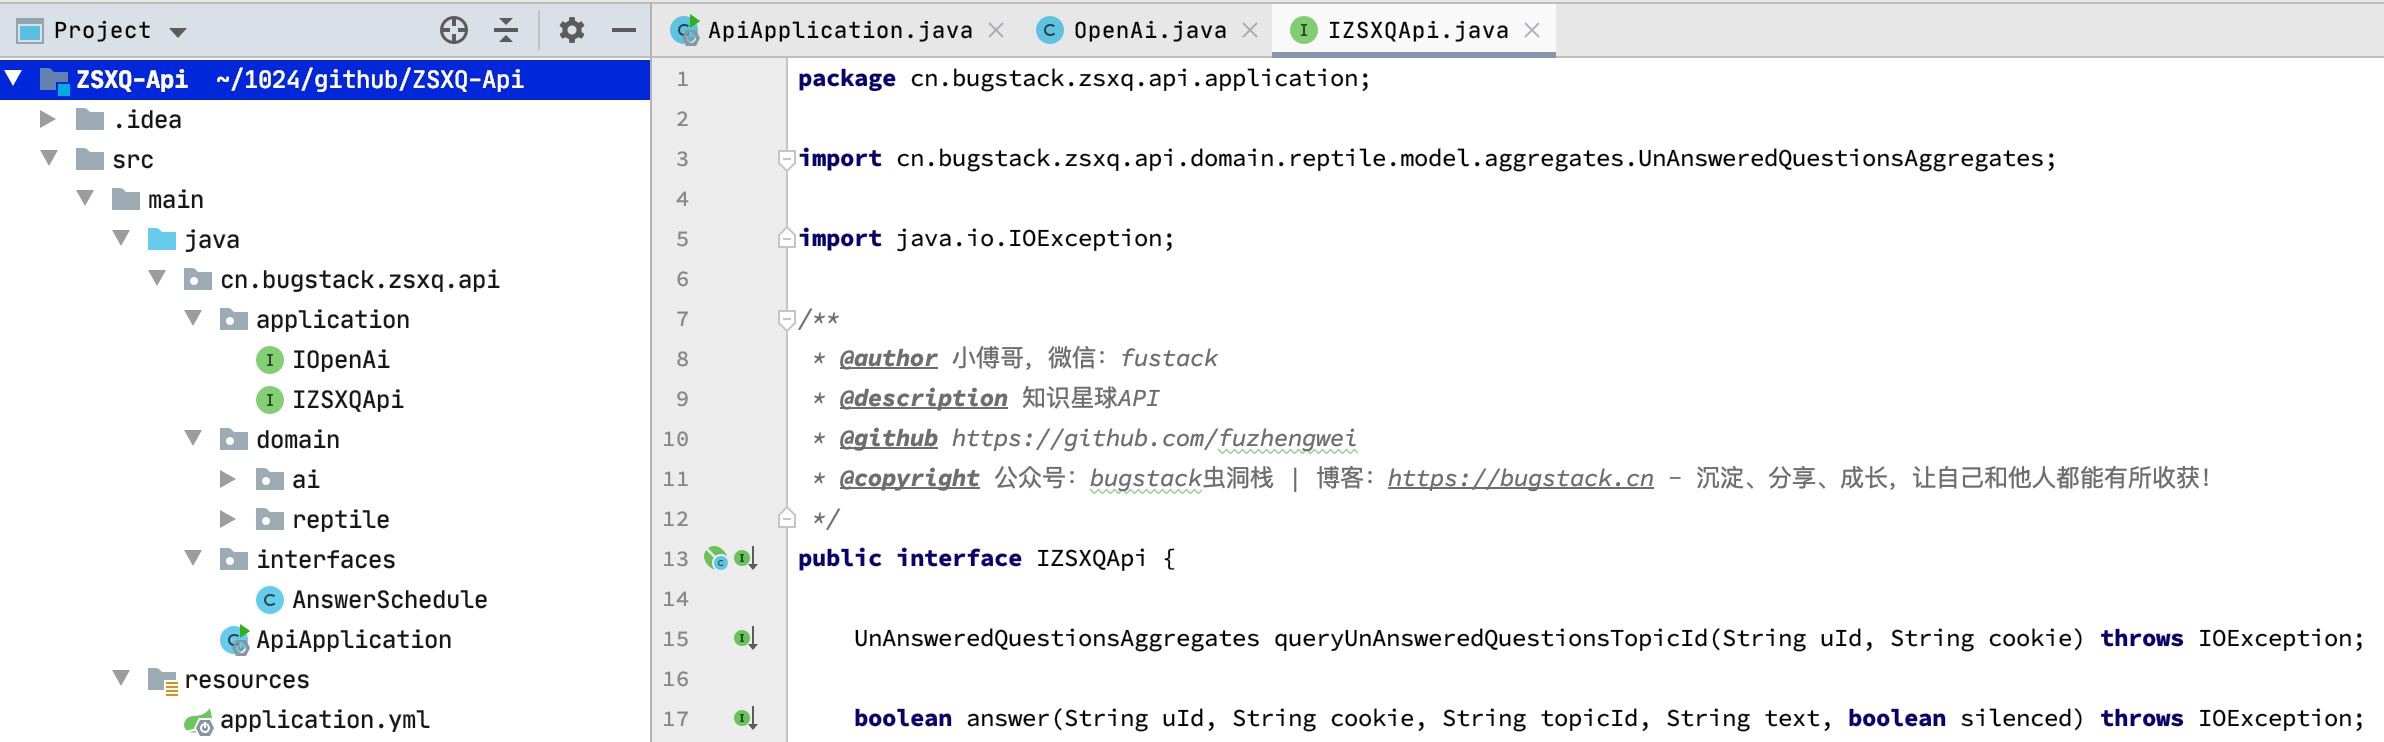 Project
ZSXQ-Api ~/1024/github/ZSXQ-Api
.idea
src
main
java
cn.bugstack.zsxq.api
application
IOpenAi
IZSXQApi
domain
ai
reptile
interfaces
AnswerSchedule
ApiApplication
resources
application.yml
ApiApplication.java OpenAi.java IZSXQApi.java
1 package cn.bugstack.zsxq.api.application;
2
3 import cn.bugstack.zsxq.api.domain.reptile.model.aggregates.UnAnsweredQuestionsAggregates;
4
5 import java.io.IOException;
6
7 /**
8 * @author 小傅哥，微信：fustack
9 * @description 知识星球API
10 * @github https://github.com/fuzhengwei
11 * @copyright 公众号：bugstack虫洞栈 | 博客：https://bugstack.cn - 沉淀、分享、成长，让自己和他人都能有所收获！
12 */
13 public interface IZSXQApi {
14
15 UnAnsweredQuestionsAggregates queryUnAnsweredQuestionsTopicId(String uId, String cookie) throws IOException;
16
17 boolean answer(String uId, String cookie, String topicId, String text, boolean silenced) throws IOException;